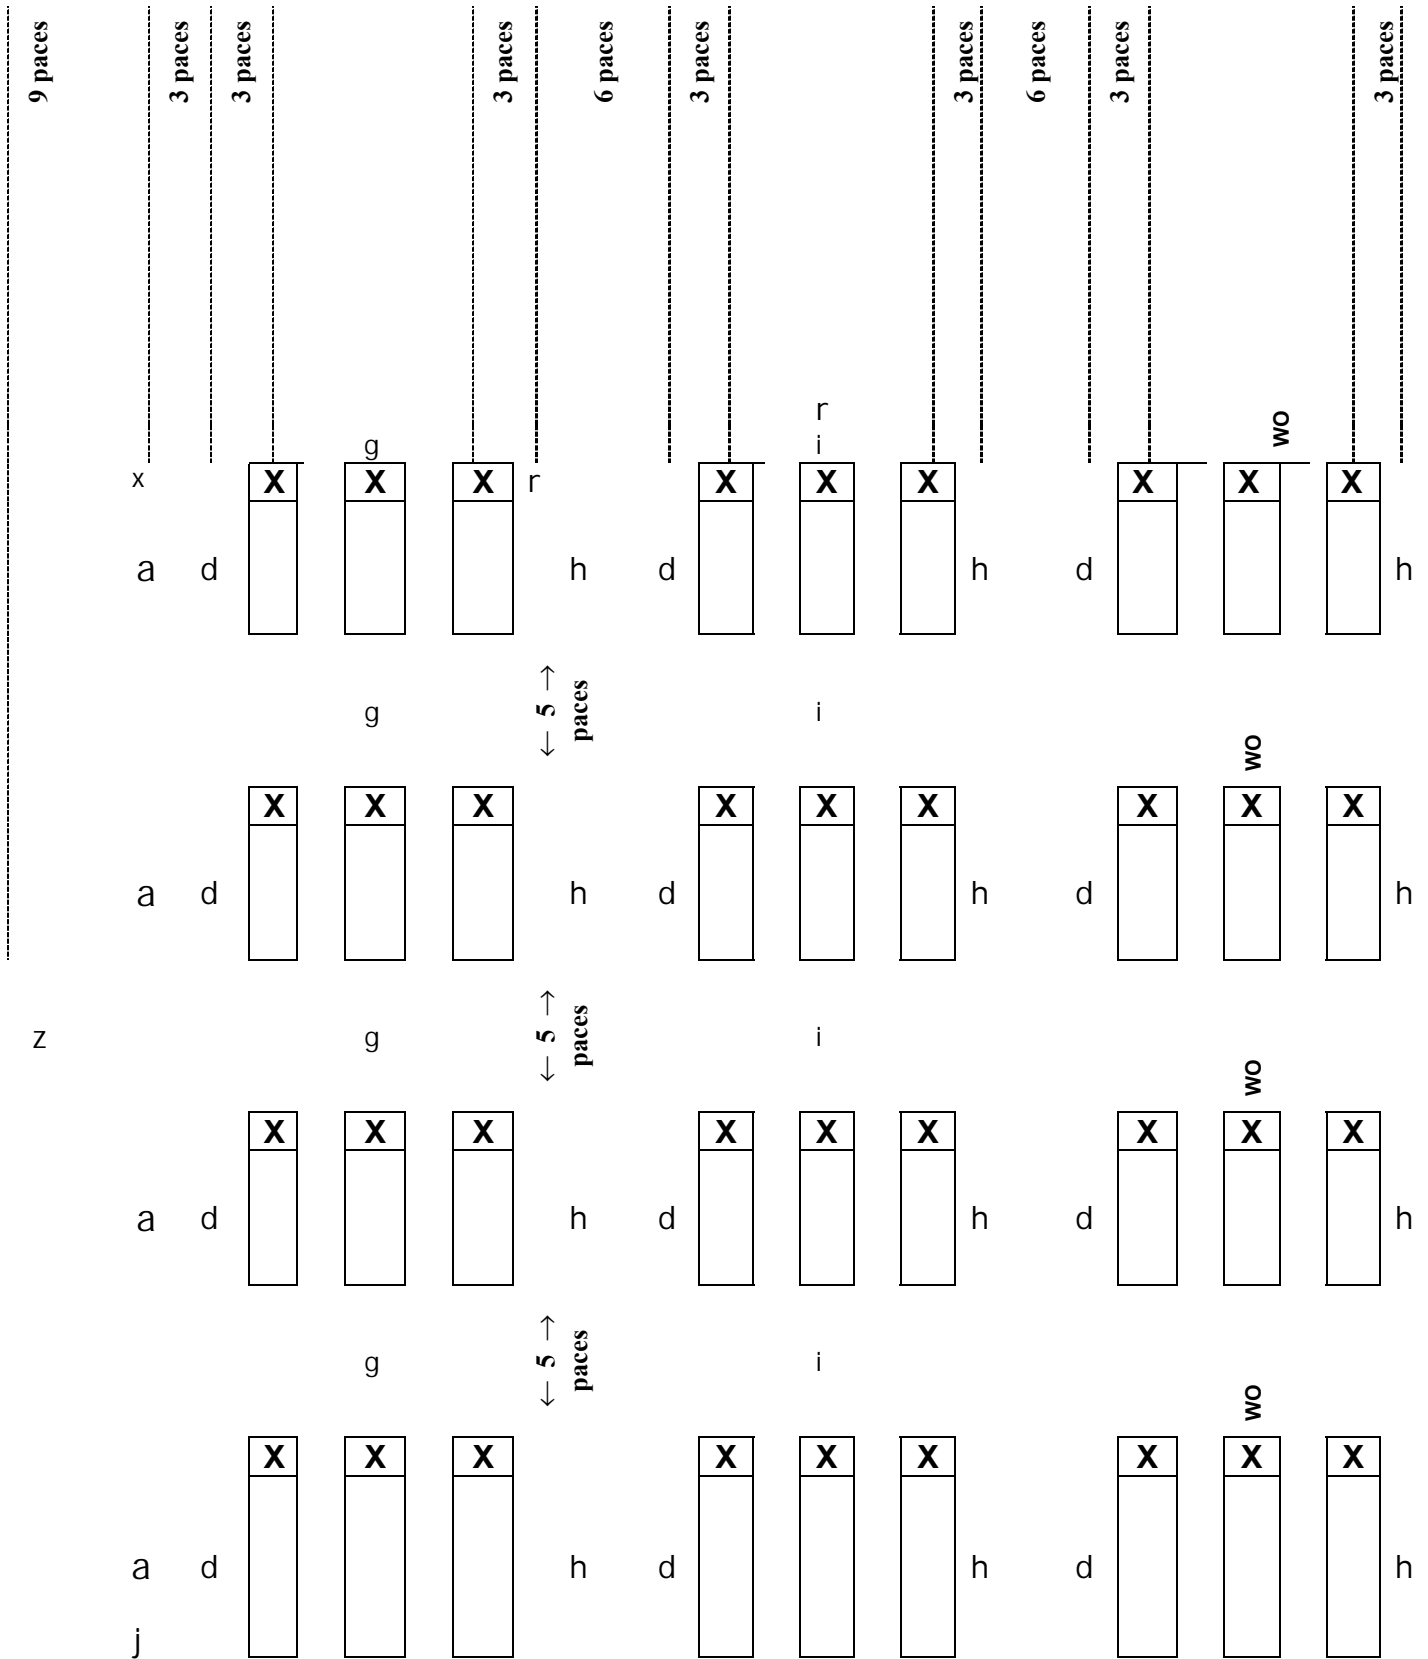 9 paces 3 paces 3 paces 3 paces 6 paces 3 paces 3 paces 6 paces 3 paces 3 paces
r
g i wo
x X X X r X X X X X X
a d h d h d h
← 5 → paces
g i
wo
X X X X X X X X X
a d h d h d h
← 5 → paces
z g i
wo
X X X X X X X X X
a d h d h d h
← 5 → paces
g i
wo
X X X X X X X X X
a d h d h d h
j